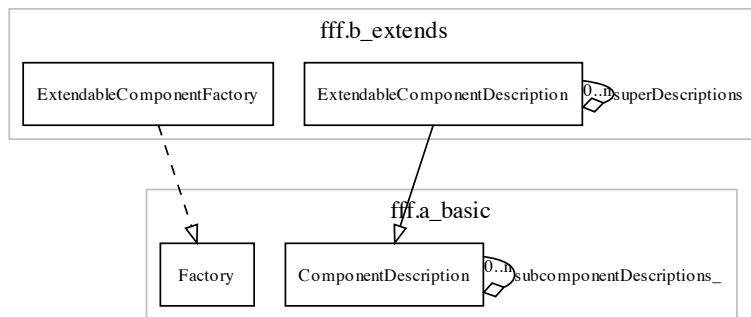 fff.b_extends
ExtendableComponentFactory
ExtendableComponentDescription
0..n
superDescriptions
fff.a_basic
Factory
ComponentDescription
0..n
subcomponentDescriptions_